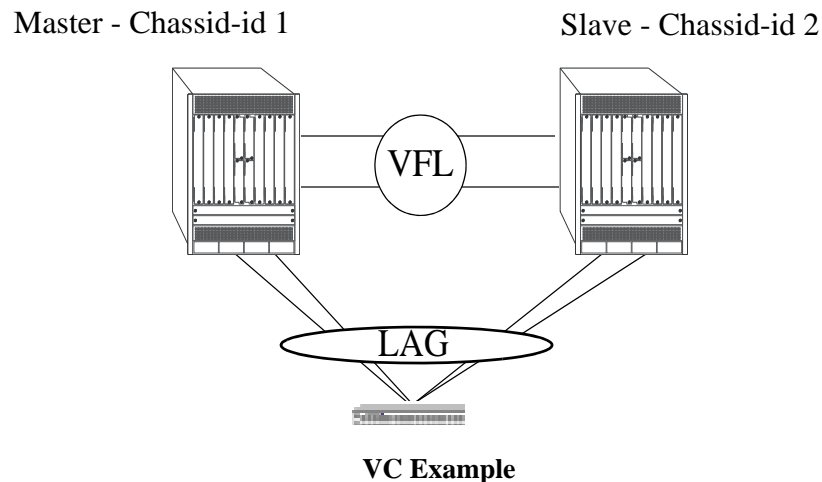 Master - Chassid-id 1
Slave - Chassid-id 2
VFL
LAG
VC Example